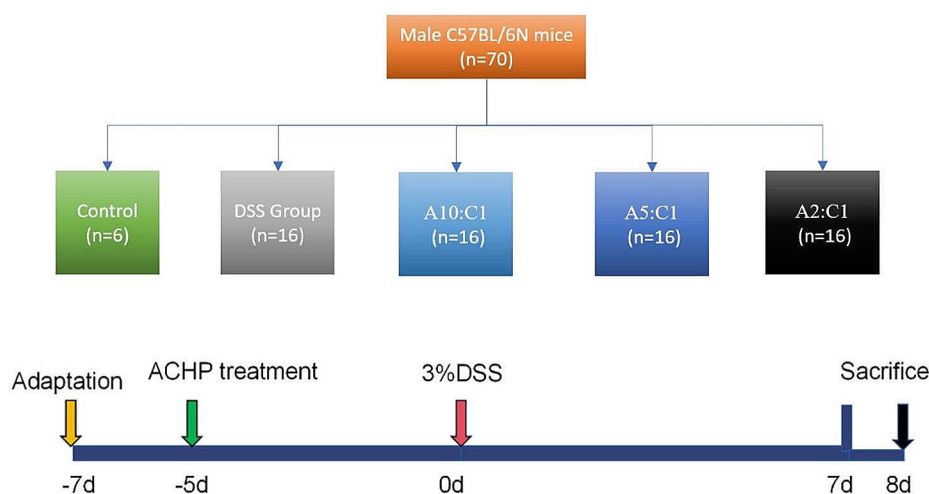 Male C57BL/6N mice
(n=70)
Control
(n=6)
DSS Group
(n=16)
A10:C1
(n=16)
A5:C1
(n=16)
A2:C1
(n=16)
Adaptation
ACHP treatment
3%DSS
Sacrifice
-7d
-5d
0d
7d
8d